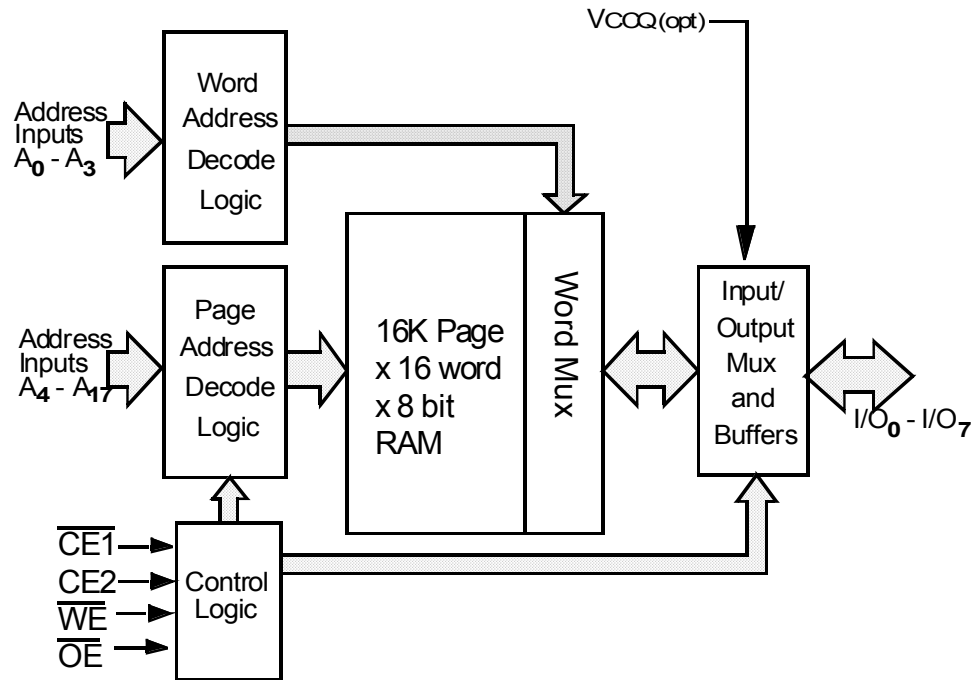 VCCQ(opt)
Word
Address
Decode
Logic
Address
Inputs
A0 - A3
Page
Address
Decode
Logic
Address
Inputs
A4 - A17
16K Page
x 16 word
x 8 bit
RAM
Word Mux
Input/
Output
Mux
and
Buffers
I/O0 - I/O7
CE1
CE2
WE
OE
Control
Logic